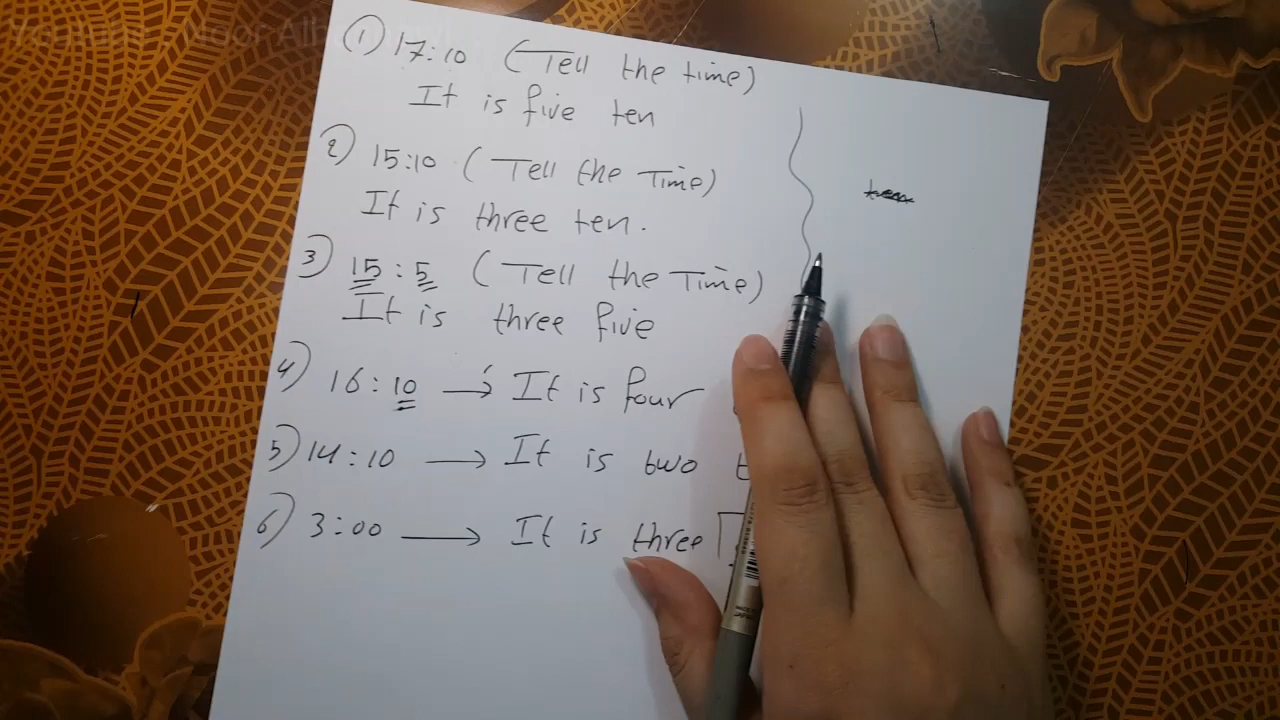 1) 17:10 (Tell the time)
It is five ten
2) 15:10 (Tell the Time)
It is three ten.
3) 15:5 (Tell the Time)
It is three five
4) 16:10 → It is four
5) 14:10 → It is two t
6) 3:00 → It is three